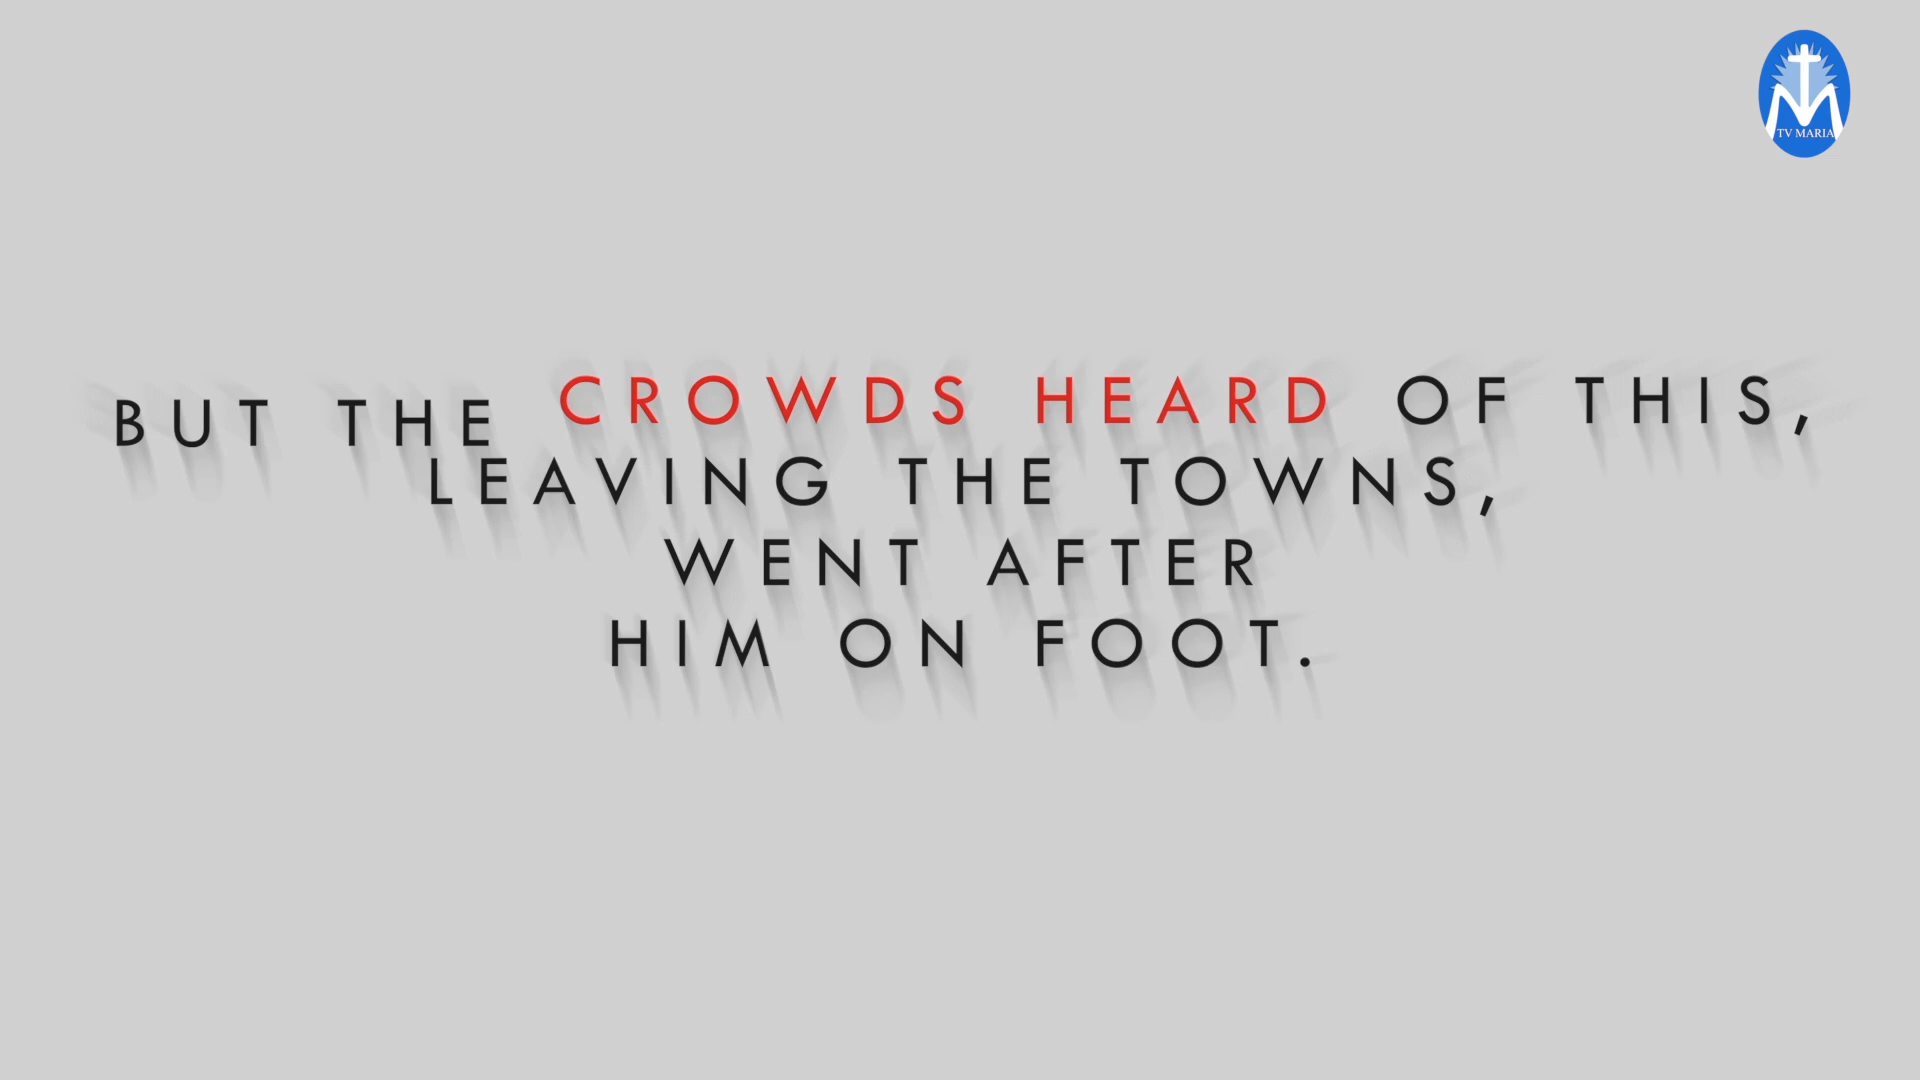 TV MARIA
BUT THE CROWDS HEARD OF THIS,
LEAVING THE TOWNS,
WENT AFTER
HIM ON FOOT.